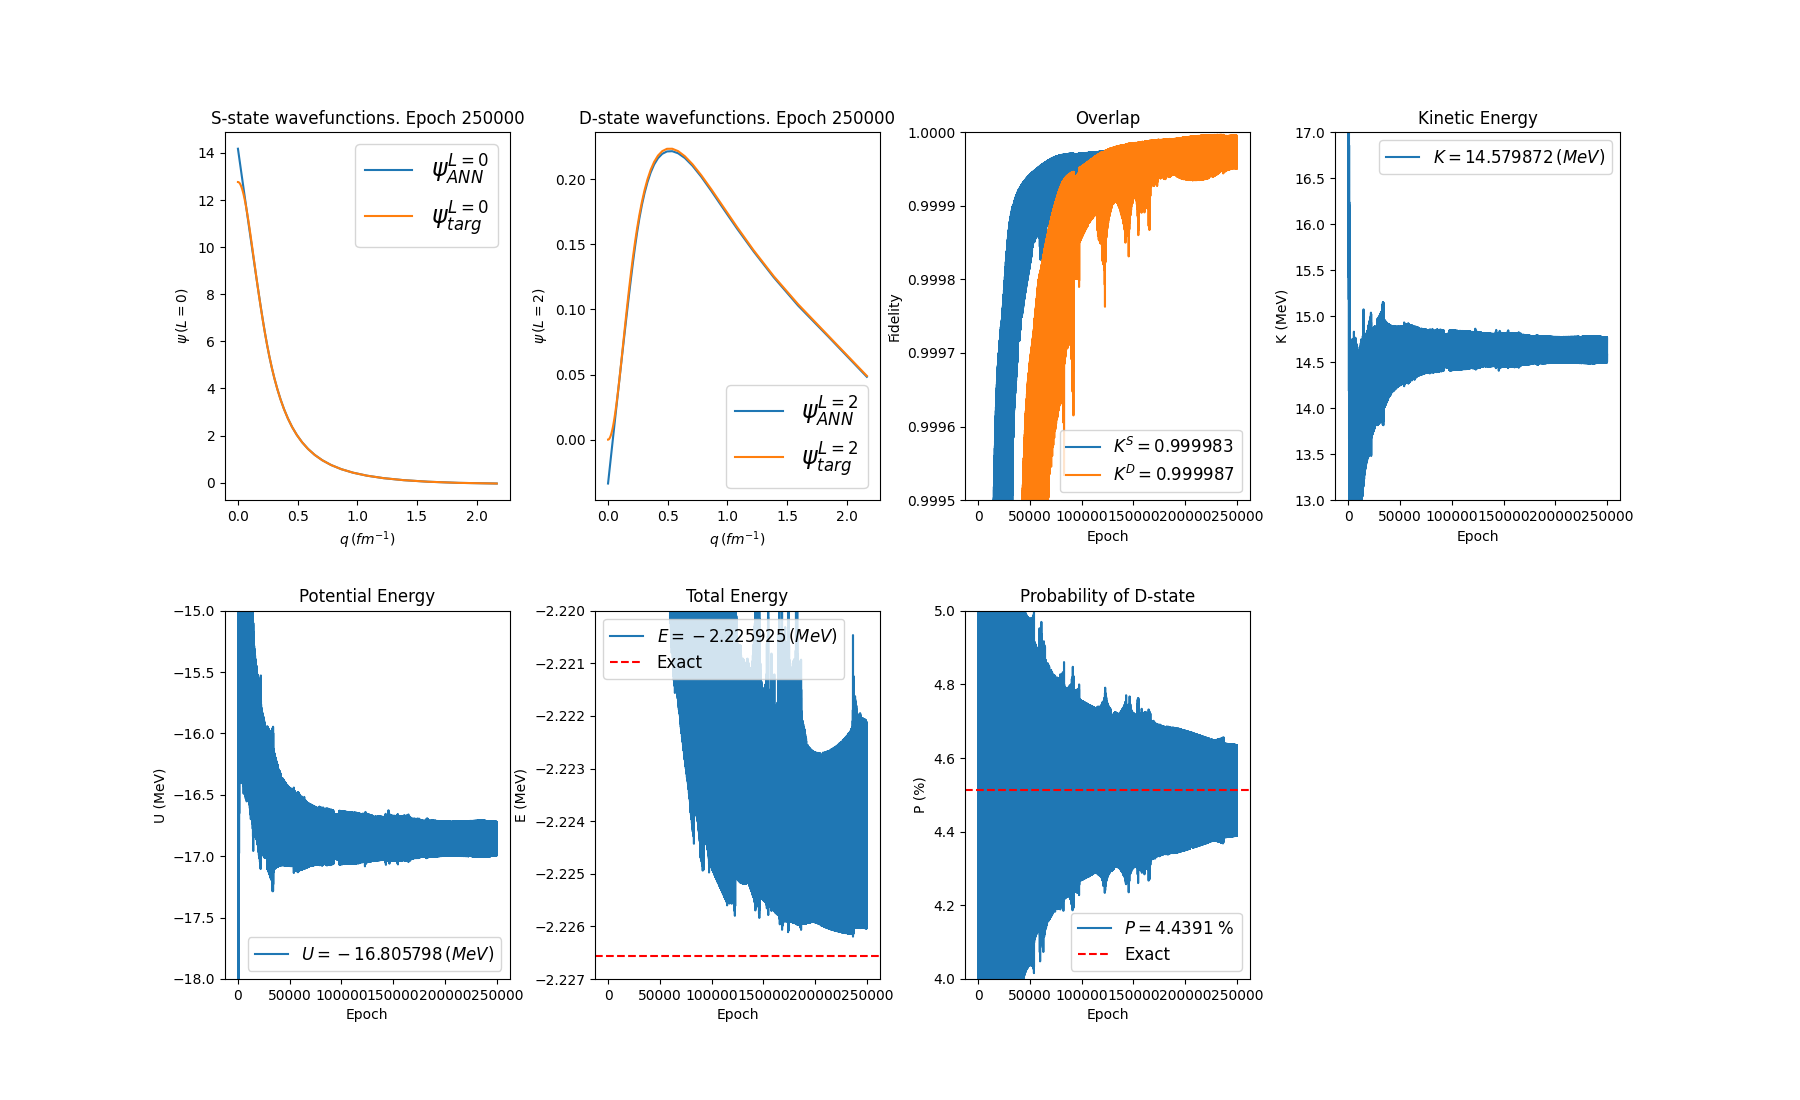 S-state wavefunctions. Epoch 250000
14
12
10
8
6
4
2
0
ψ (L = 0)
0.0 0.5 1.0 1.5 2.0
q (fm⁻¹)
ψ_{ANN}^{L=0}
ψ_{targ}^{L=0}
D-state wavefunctions. Epoch 250000
0.20
0.15
0.10
0.05
0.00
ψ (L = 2)
0.0 0.5 1.0 1.5 2.0
q (fm⁻¹)
ψ_{ANN}^{L=2}
ψ_{targ}^{L=2}
Overlap
1.0000
0.9999
0.9998
0.9997
0.9996
0.9995
Fidelity
0 50000 100000 150000 200000 250000
Epoch
K^S = 0.999983
K^D = 0.999987
Kinetic Energy
17.0
16.5
16.0
15.5
15.0
14.5
14.0
13.5
13.0
K (MeV)
0 50000 100000 150000 200000 250000
Epoch
K = 14.579872 (MeV)
Potential Energy
−15.0
−15.5
−16.0
−16.5
−17.0
−17.5
−18.0
U (MeV)
0 50000 100000 150000 200000 250000
Epoch
U = −16.805798 (MeV)
Total Energy
−2.220
−2.221
−2.222
−2.223
−2.224
−2.225
−2.226
−2.227
E (MeV)
0 50000 100000 150000 200000 250000
Epoch
E = −2.225925 (MeV)
Exact
Probability of D-state
5.0
4.8
4.6
4.4
4.2
4.0
P (%)
0 50000 100000 150000 200000 250000
Epoch
P = 4.4391 %
Exact